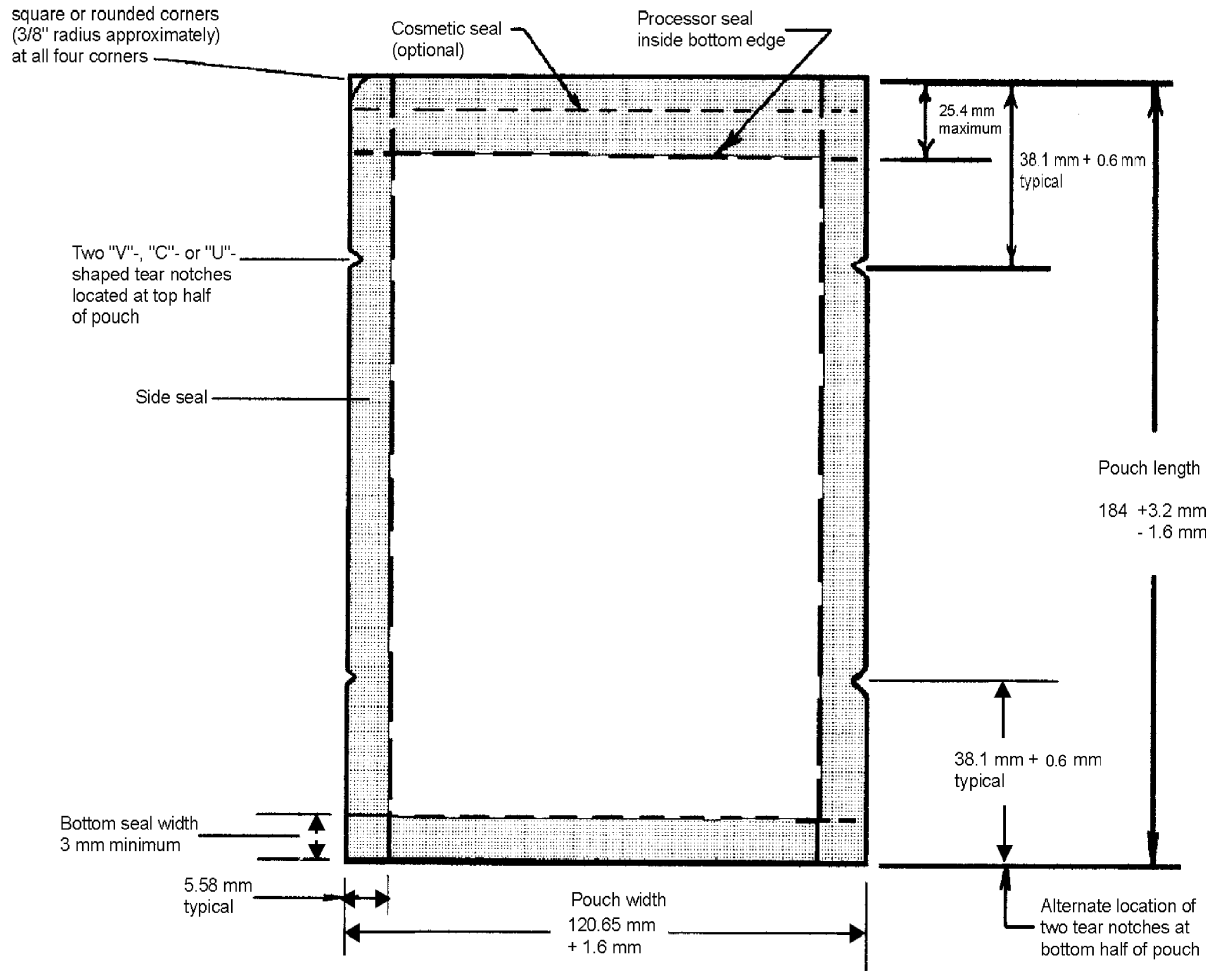 square or rounded corners
(3/8" radius approximately)
at all four corners
Cosmetic seal
(optional)
Processor seal
inside bottom edge
25.4 mm
maximum
38.1 mm + 0.6 mm
typical
Two "V"-, "C"- or "U"-
shaped tear notches
located at top half
of pouch
Side seal
Pouch length
184 +3.2 mm
- 1.6 mm
38.1 mm + 0.6 mm
typical
Bottom seal width
3 mm minimum
5.58 mm
typical
Pouch width
120.65 mm
+ 1.6 mm
Alternate location of
two tear notches at
bottom half of pouch